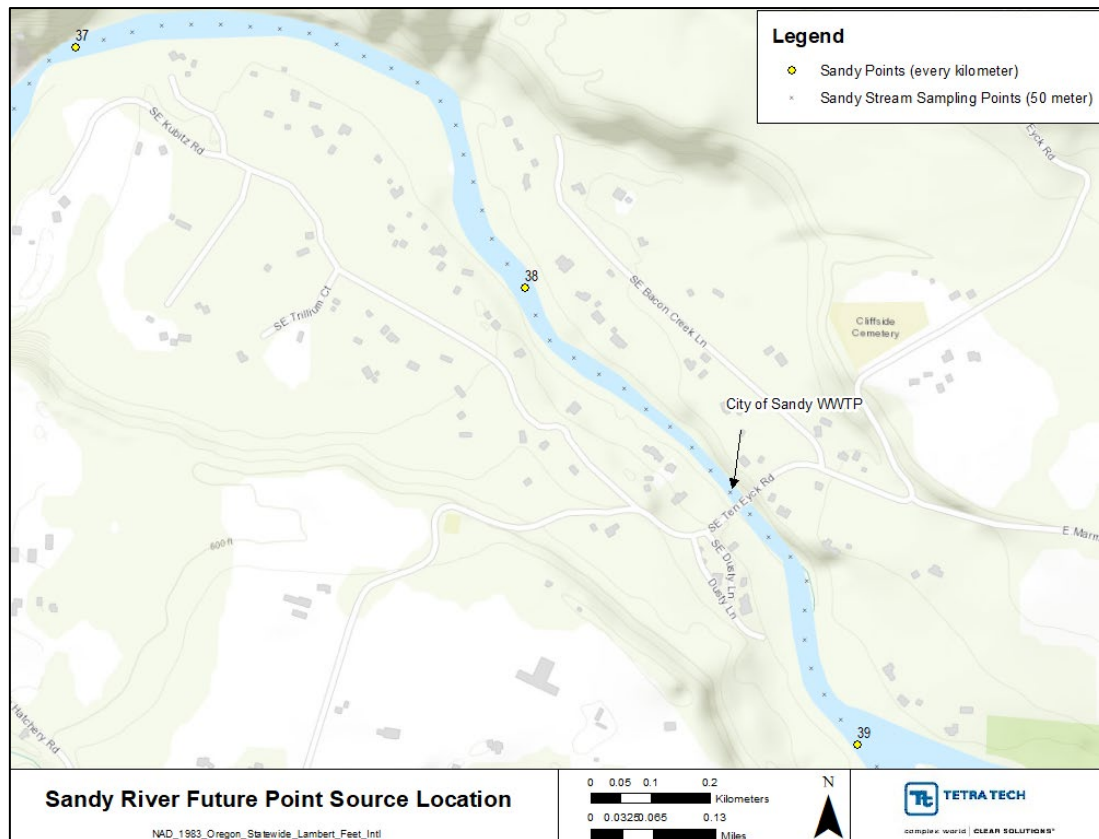 37
Legend
Sandy Points (every kilometer)
Sandy Stream Sampling Points (50 meter)
SE Kubitz Rd
Eyck Rd
38
SE Bacon Creek Ln
SE Trillium Ct
Cliffside
Cemetery
City of Sandy WWTP
SE Ten Eyck Rd
E Marm
600 ft
SE Dusty Ln
Dusty Ln
Hatchery Rd
39
Sandy River Future Point Source Location
NAD_1983_Oregon_Statewide_Lambert_Feet_Intl
0 0.05 0.1 0.2
Kilometers
0 0.03250.065 0.13
Miles
N
Tt TETRA TECH
complex world | CLEAR SOLUTIONS™